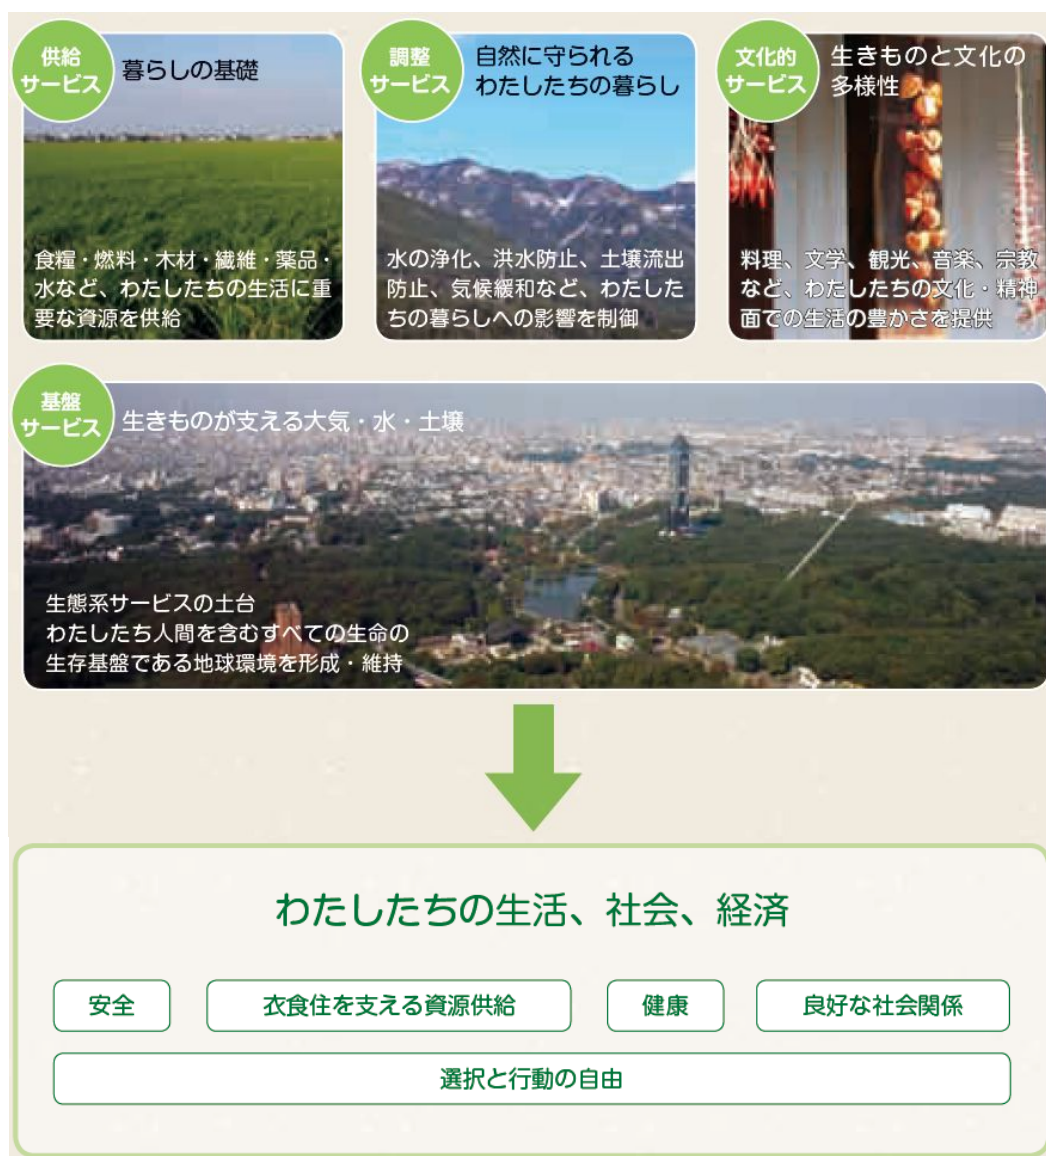 供給
サービス
暮らしの基礎
食糧・燃料・木材・繊維・薬品・
水など、わたしたちの生活に重
要な資源を供給
調整
サービス
自然に守られる
わたしたちの暮らし
水の浄化、洪水防止、土壌流出
防止、気候緩和など、わたした
ちの暮らしへの影響を制御
文化的
サービス
生きものと文化の
多様性
料理、文学、観光、音楽、宗教
など、わたしたちの文化・精神
面での生活の豊かさを提供
基盤
サービス
生きものが支える大気・水・土壌
生態系サービスの土台
わたしたち人間を含むすべての生命の
生存基盤である地球環境を形成・維持
わたしたちの生活、社会、経済
安全
衣食住を支える資源供給
健康
良好な社会関係
選択と行動の自由